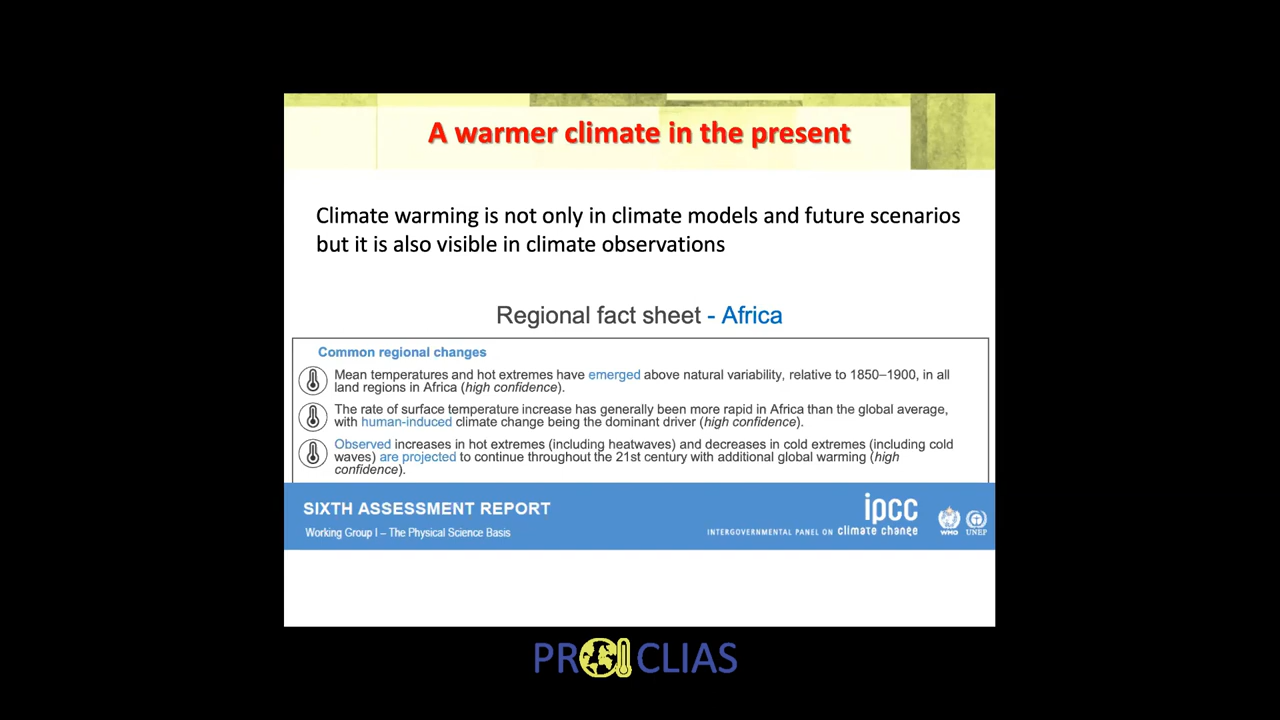 A warmer climate in the present
Climate warming is not only in climate models and future scenarios
but it is also visible in climate observations
Regional fact sheet - Africa
Common regional changes
Mean temperatures and hot extremes have emerged above natural variability, relative to 1850–1900, in all
land regions in Africa (high confidence).
The rate of surface temperature increase has generally been more rapid in Africa than the global average,
with human-induced climate change being the dominant driver (high confidence).
Observed increases in hot extremes (including heatwaves) and decreases in cold extremes (including cold
waves) are projected to continue throughout the 21st century with additional global warming (high
confidence).
SIXTH ASSESSMENT REPORT
Working Group I – The Physical Science Basis
ipcc
INTERGOVERNMENTAL PANEL ON climate change
WMO UNEP
PROCLIAS